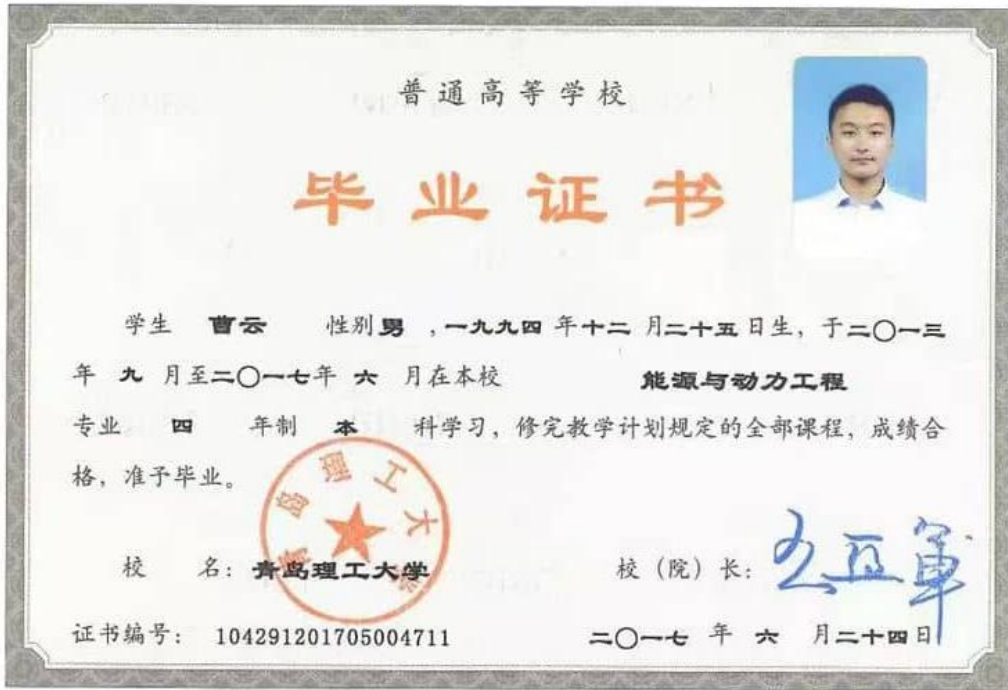 普通高等学校
毕业证书
学生 曹云 性别 男 ，一九九四 年 十二 月 二十五 日生，于 二〇一三
年 九 月至 二〇一七 年 六 月在本校 能源与动力工程
专业 四 年制 本 科学习，修完教学计划规定的全部课程，成绩合
格，准予毕业。
青岛理工大学
校 名：青岛理工大学 校（院）长：
证书编号：104291201705004711 二〇一七 年 六 月 二十四 日